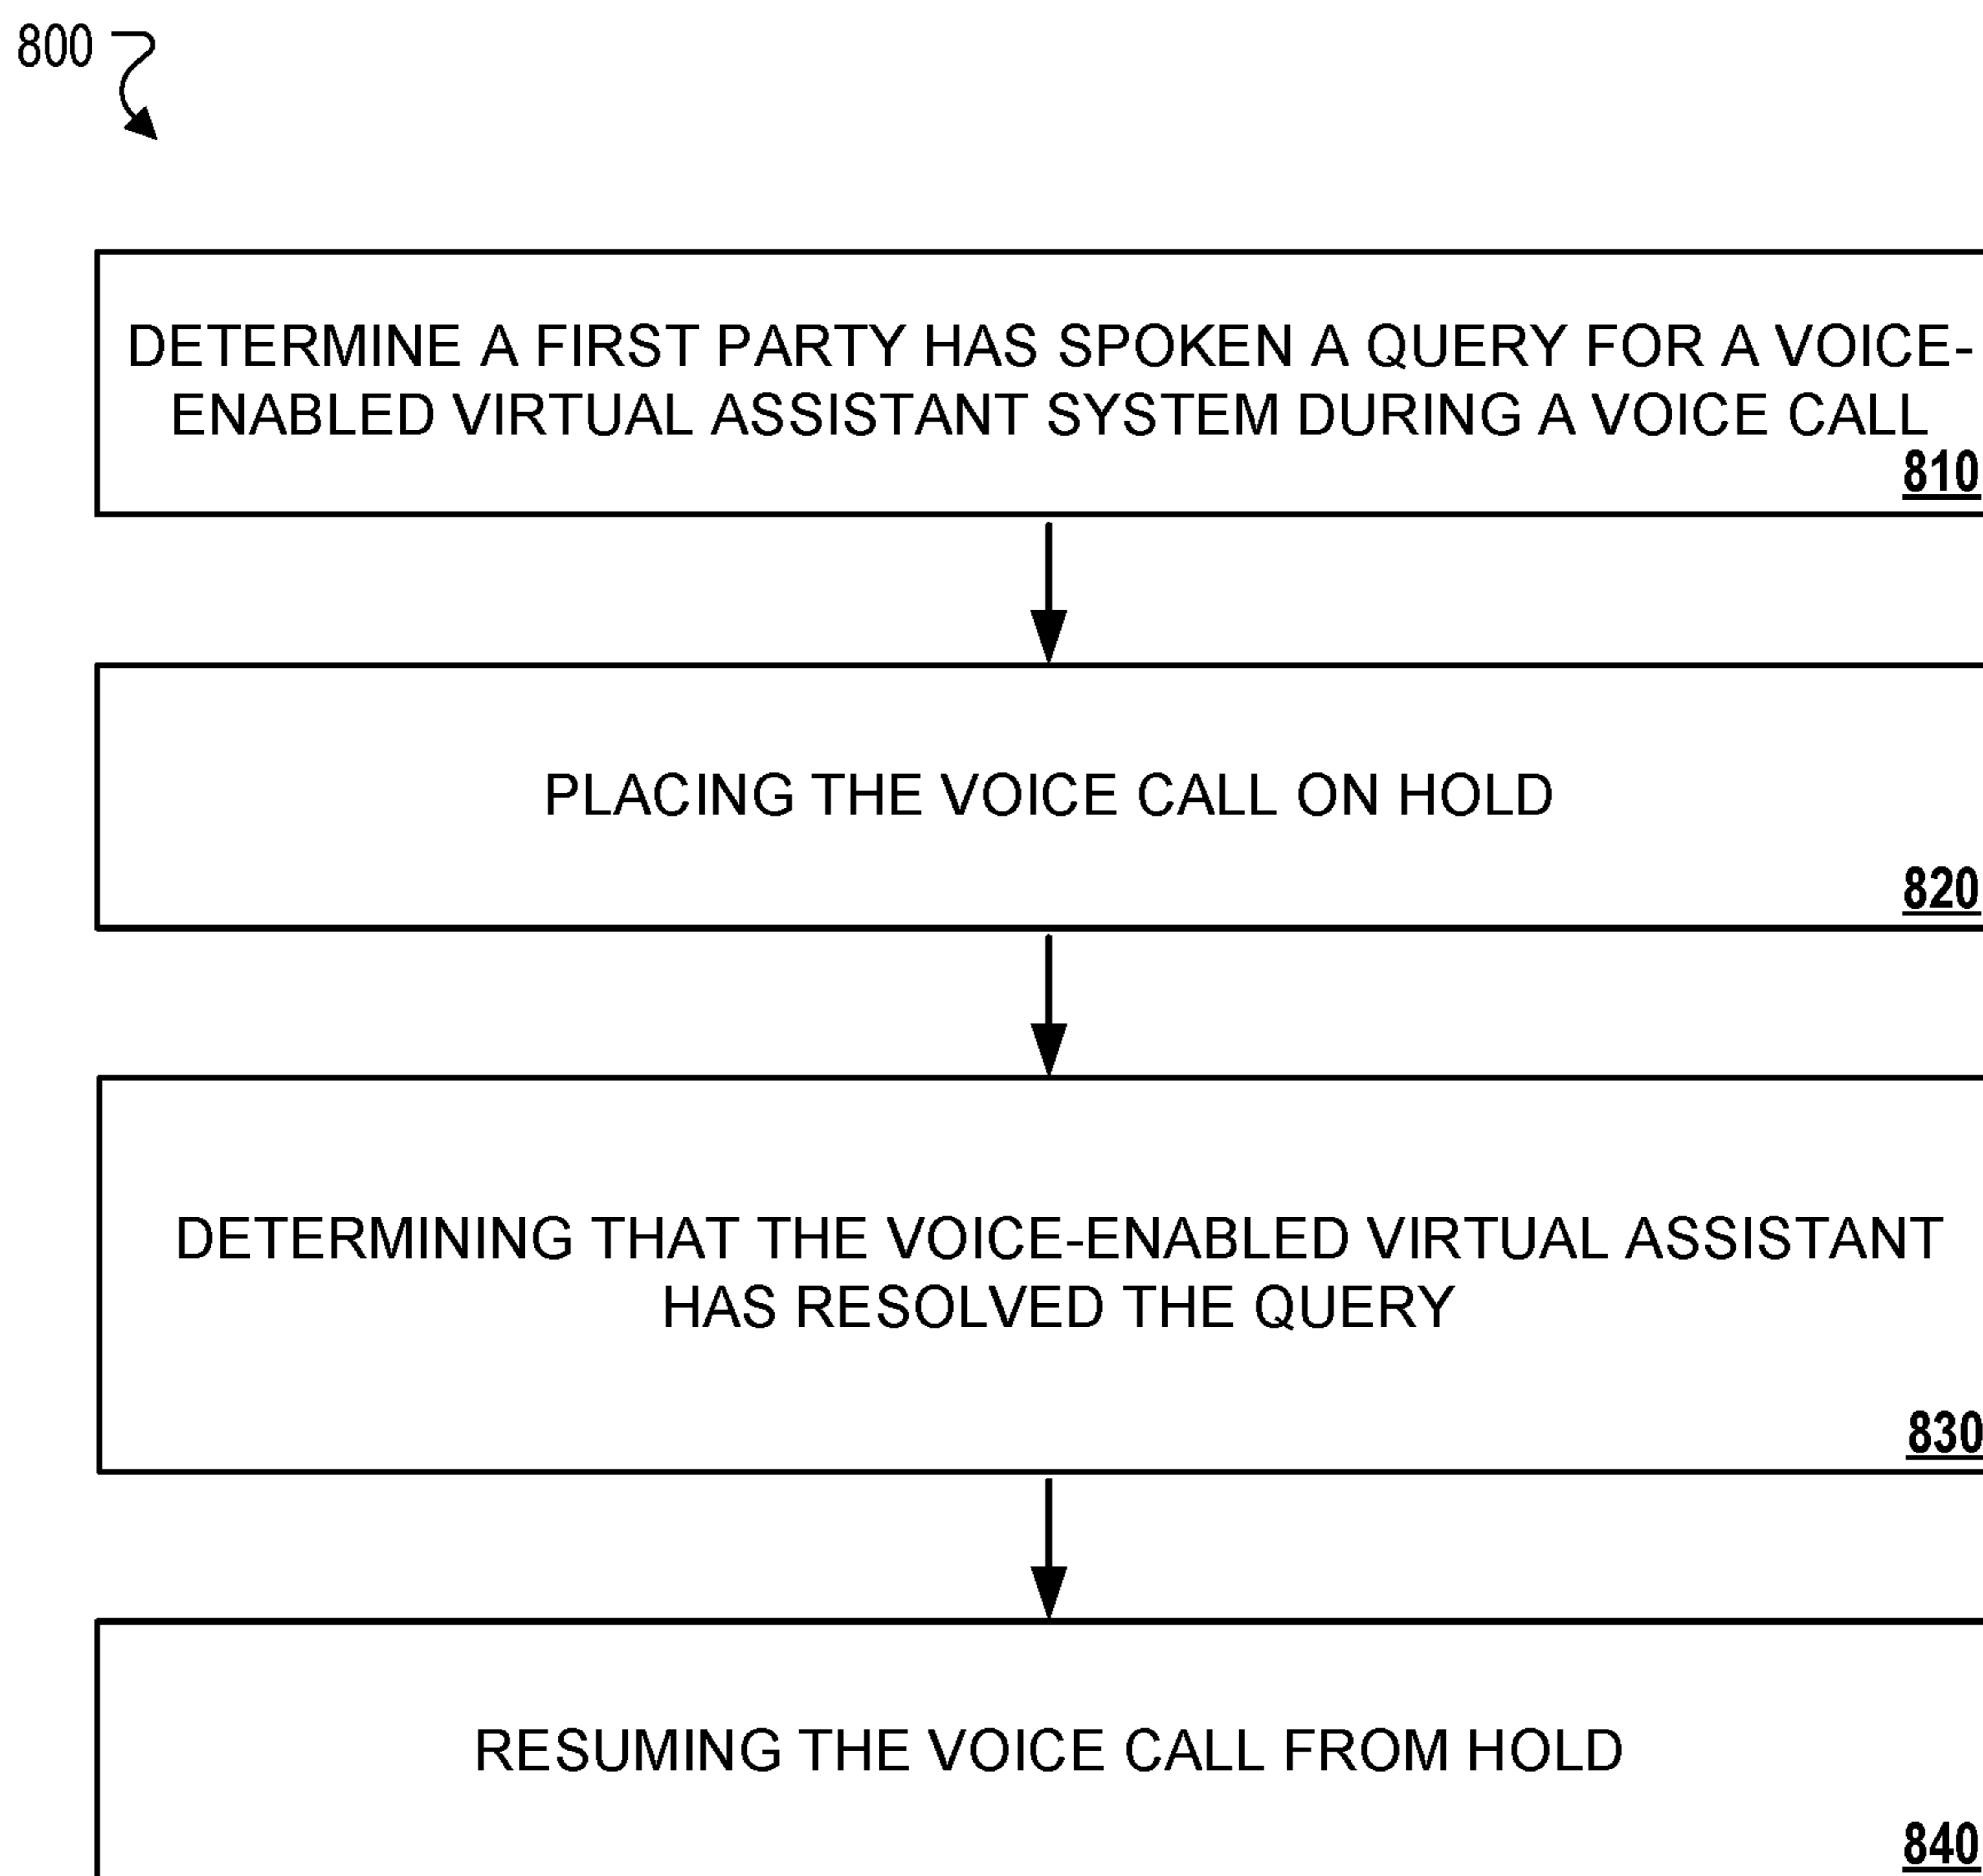 800
DETERMINE A FIRST PARTY HAS SPOKEN A QUERY FOR A VOICE-
ENABLED VIRTUAL ASSISTANT SYSTEM DURING A VOICE CALL
810
PLACING THE VOICE CALL ON HOLD
820
DETERMINING THAT THE VOICE-ENABLED VIRTUAL ASSISTANT
HAS RESOLVED THE QUERY
830
RESUMING THE VOICE CALL FROM HOLD
840